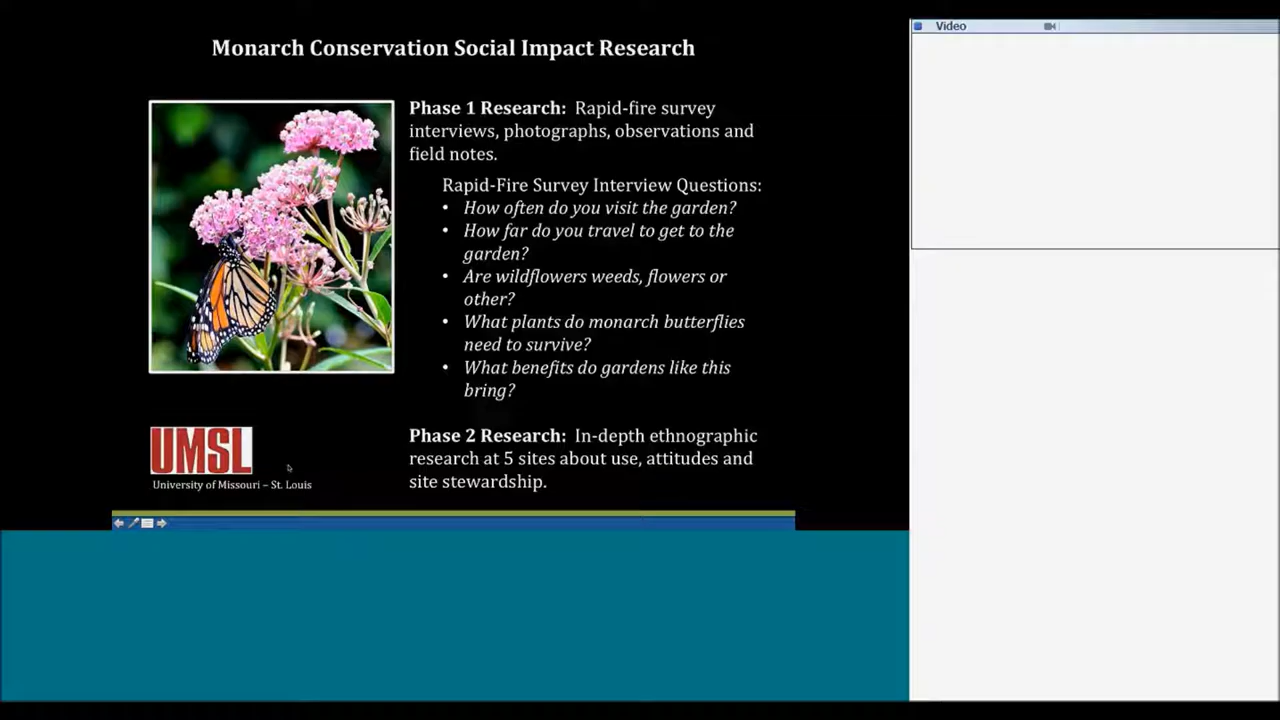 Video
Monarch Conservation Social Impact Research
Phase 1 Research: Rapid-fire survey
interviews, photographs, observations and
field notes.
Rapid-Fire Survey Interview Questions:
• How often do you visit the garden?
• How far do you travel to get to the
garden?
• Are wildflowers weeds, flowers or
other?
• What plants do monarch butterflies
need to survive?
• What benefits do gardens like this
bring?
UMSL
University of Missouri – St. Louis
Phase 2 Research: In-depth ethnographic
research at 5 sites about use, attitudes and
site stewardship.